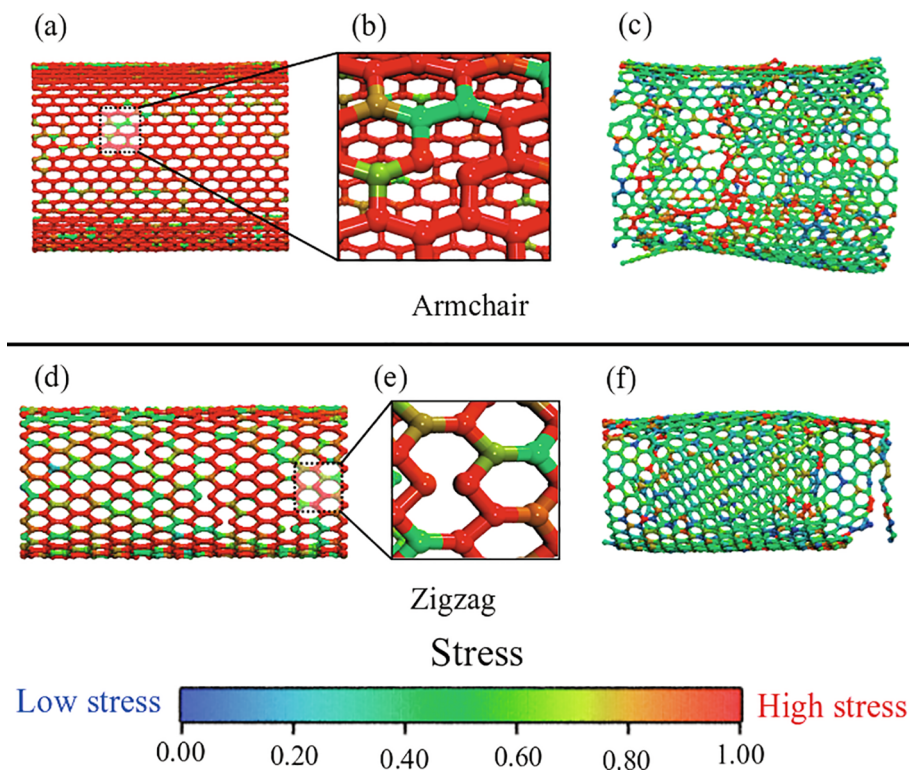 (a) (b) (c)
Armchair
(d) (e) (f)
Zigzag
Stress
Low stress High stress
0.00 0.20 0.40 0.60 0.80 1.00